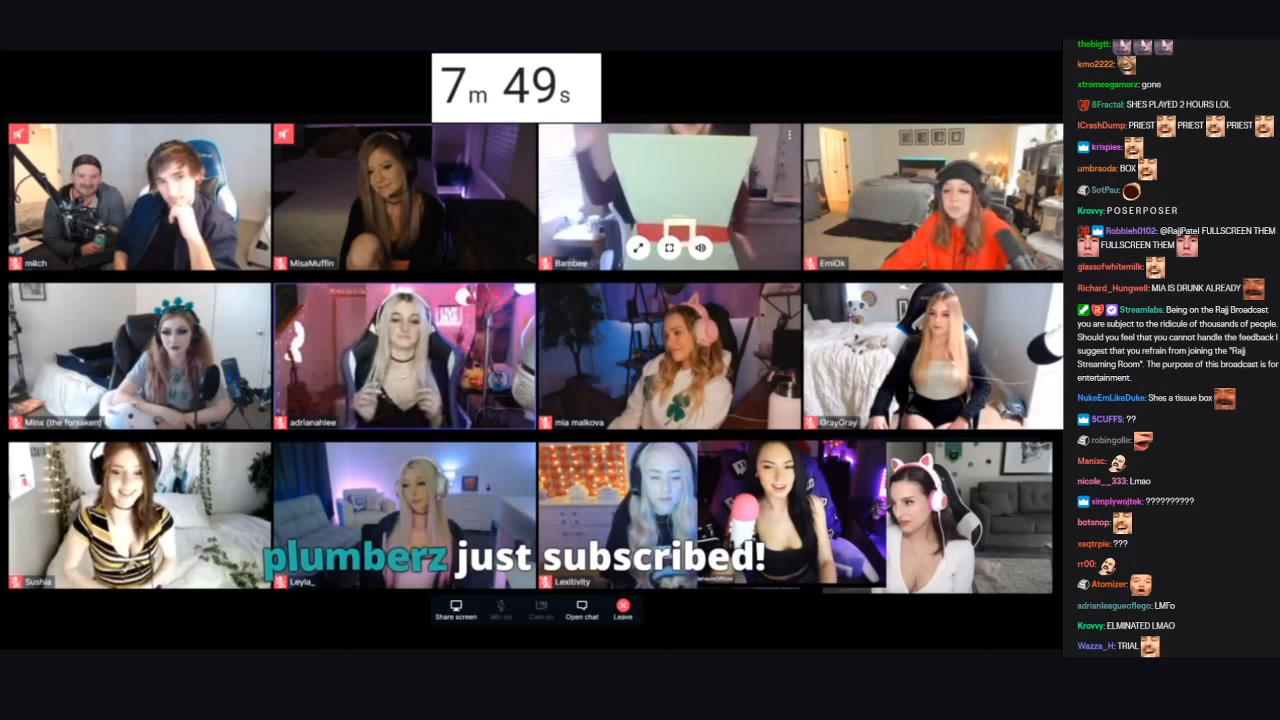 7m 49s
mitch
MisaMuffin
Bambee
EmiOk
Minx (the forsaken)
adrianahlee
mia malkova
GrayGray
Sushia
Leyla_
Lexitivity
plumberz just subscribed!
Share screen
Mic on
Cam on
Open chat
Leave
thebigtt:
kmo2222:
xtremeegamerz: gone
8Fractal: SHES PLAYED 2 HOURS LOL
ICrashDump: PRIEST PRIEST PRIEST
krispies:
umbraoda: BOX
SotPau:
Krovvy: P O S E R P O S E R
Robbieh0102: @RajjPatel FULLSCREEN THEM
FULLSCREEN THEM
glassofwhitemilk:
Richard_Hungwell: MIA IS DRUNK ALREADY
Streamlabs: Being on the Rajj Broadcast
you are subject to the ridicule of thousands of people.
Should you feel that you cannot handle the feedback I
suggest that you refrain from joining the "Rajj
Streaming Room". The purpose of this broadcast is for
entertainment.
NukeEmLikeDuke: Shes a tissue box
5CUFFS: ??
robingolle:
Manixc:
nicole__333: Lmao
simplywojtek: ??????????
botsnop:
xeqtrpie: ???
rr00:
Atomizer:
adrianleagueoflego: LMFo
Krovvy: ELMINATED LMAO
Wazza_H: TRIAL